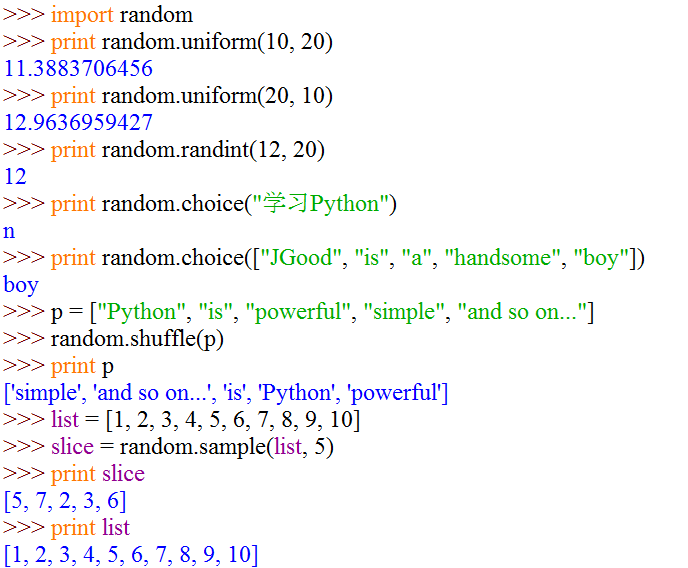 >>> import random
>>> print random.uniform(10, 20)
11.3883706456
>>> print random.uniform(20, 10)
12.9636959427
>>> print random.randint(12, 20)
12
>>> print random.choice("学习Python")
n
>>> print random.choice(["JGood", "is", "a", "handsome", "boy"])
boy
>>> p = ["Python", "is", "powerful", "simple", "and so on..."]
>>> random.shuffle(p)
>>> print p
['simple', 'and so on...', 'is', 'Python', 'powerful']
>>> list = [1, 2, 3, 4, 5, 6, 7, 8, 9, 10]
>>> slice = random.sample(list, 5)
>>> print slice
[5, 7, 2, 3, 6]
>>> print list
[1, 2, 3, 4, 5, 6, 7, 8, 9, 10]